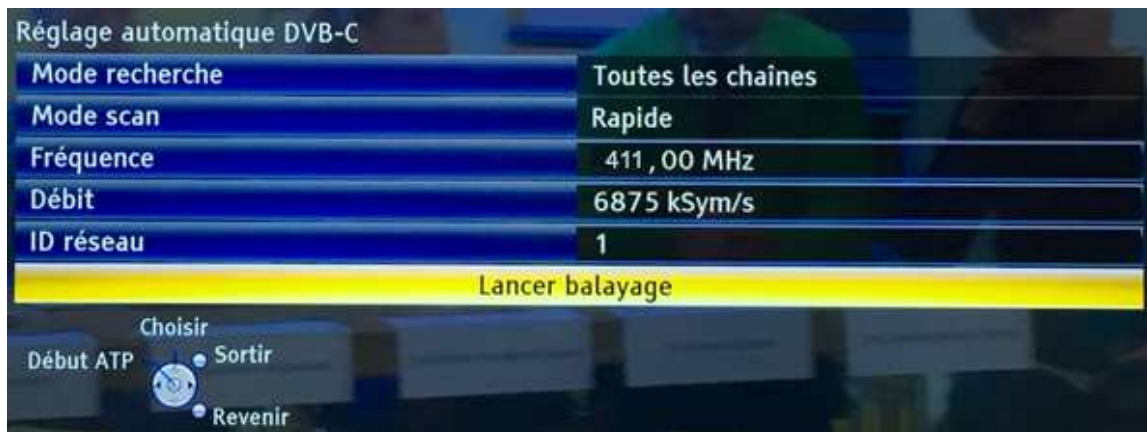 Réglage automatique DVB-C
Mode recherche Toutes les chaînes
Mode scan Rapide
Fréquence 411,00 MHz
Débit 6875 kSym/s
ID réseau 1
Lancer balayage
Choisir
Début ATP Sortir
Revenir